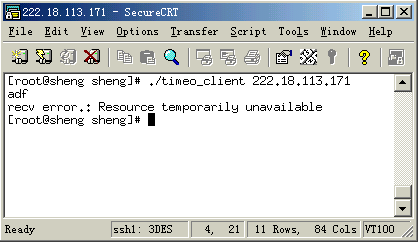 222.18.113.171 - SecureCRT
File Edit View Options Transfer Script Tools Window Help
[root@sheng sheng]# ./timeo_client 222.18.113.171
adf
recv error.: Resource temporarily unavailable
[root@sheng sheng]#
Ready ssh1: 3DES 4, 21 11 Rows, 84 Cols VT100